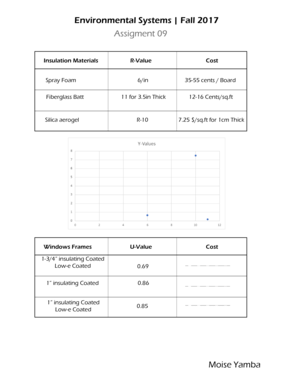 Environmental Systems | Fall 2017
Assigment 09
Insulation Materials R-Value Cost
Spray Foam 6/in 35-55 cents / Board
Fiberglass Batt 11 for 3.5in Thick 12-16 Cents/sq.ft
Silica aerogel R-10 7.25 $/sq.ft for 1cm Thick
Y-Values
8
7
6
5
4
3
2
1
0
0 2 4 6 8 10 12
Windows Frames U-Value Cost
1-3/4" insulating Coated
Low-e Coated 0.69
1" insulating Coated 0.86
1" insulating Coated
Low-e Coated 0.85
Moise Yamba